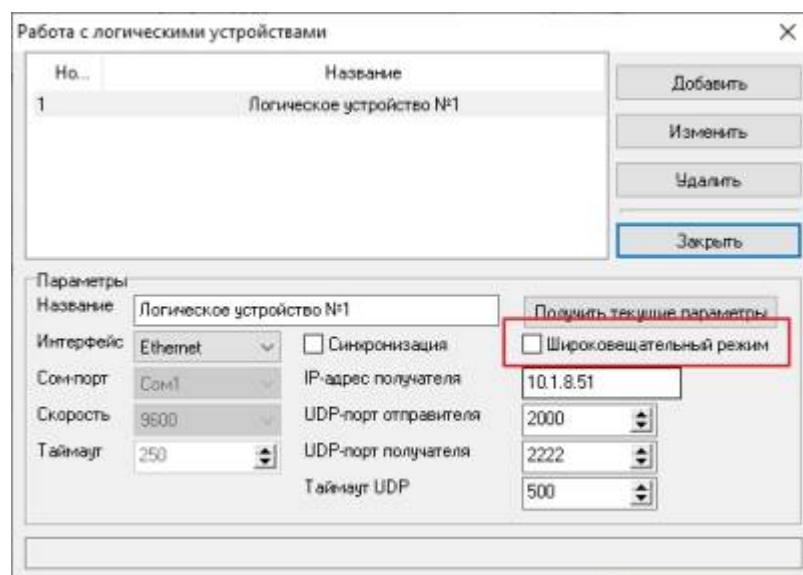 Работа с логическими устройствами
Но... Название
1 Логическое устройство №1
Добавить
Изменить
Удалить
Закрыть
Параметры
Название Логическое устройство №1 Получить текущие параметры
Интерфейс Ethernet Синхронизация Широковещательный режим
Сом-порт Сом1 IP-адрес получателя 10.1.8.51
Скорость 9600 UDP-порт отправителя 2000
Таймаут 250 UDP-порт получателя 2222
Таймаут UDP 500